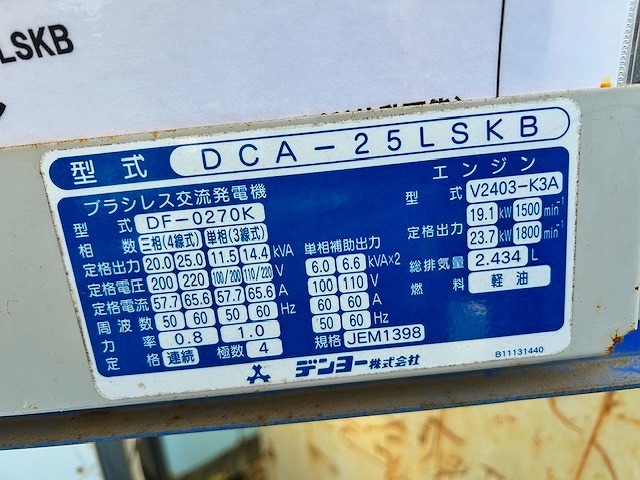 LSKB
型式 DCA-25LSKB
ブラシレス交流発電機
型式 DF-0270K
相数 三相(4線式) 単相(3線式)
定格出力 20.0 25.0 11.5 14.4 kVA
定格電圧 200 220 100/200 110/220 V
定格電流 57.7 65.6 57.7 65.6 A
周波数 50 60 50 60 Hz
力率 0.8 1.0
定格 連続 極数 4
単相補助出力
6.0 6.6 kVA×2
100 110 V
60 60 A
50 60 Hz
規格 JEM1398
エンジン
型式 V2403-K3A
定格出力 19.1 kW 1500 min⁻¹
23.7 kW 1800 min⁻¹
総排気量 2.434 L
燃料 軽油
デンヨー株式会社
B11131440